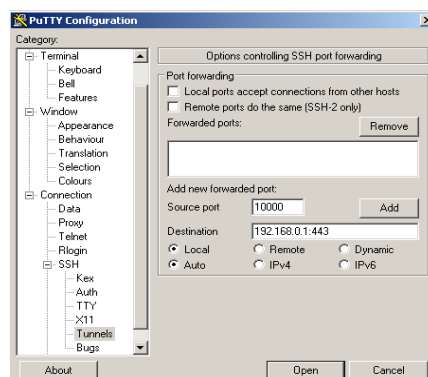 PuTTY Configuration
Category:
Terminal
Keyboard
Bell
Features
Window
Appearance
Behaviour
Translation
Selection
Colours
Connection
Data
Proxy
Telnet
Rlogin
SSH
Kex
Auth
TTY
X11
Tunnels
Bugs
Options controlling SSH port forwarding
Port forwarding
Local ports accept connections from other hosts
Remote ports do the same (SSH-2 only)
Forwarded ports:
Remove
Add new forwarded port:
Source port 10000 Add
Destination 192.168.0.1:443
Local Remote Dynamic
Auto IPv4 IPv6
About Open Cancel